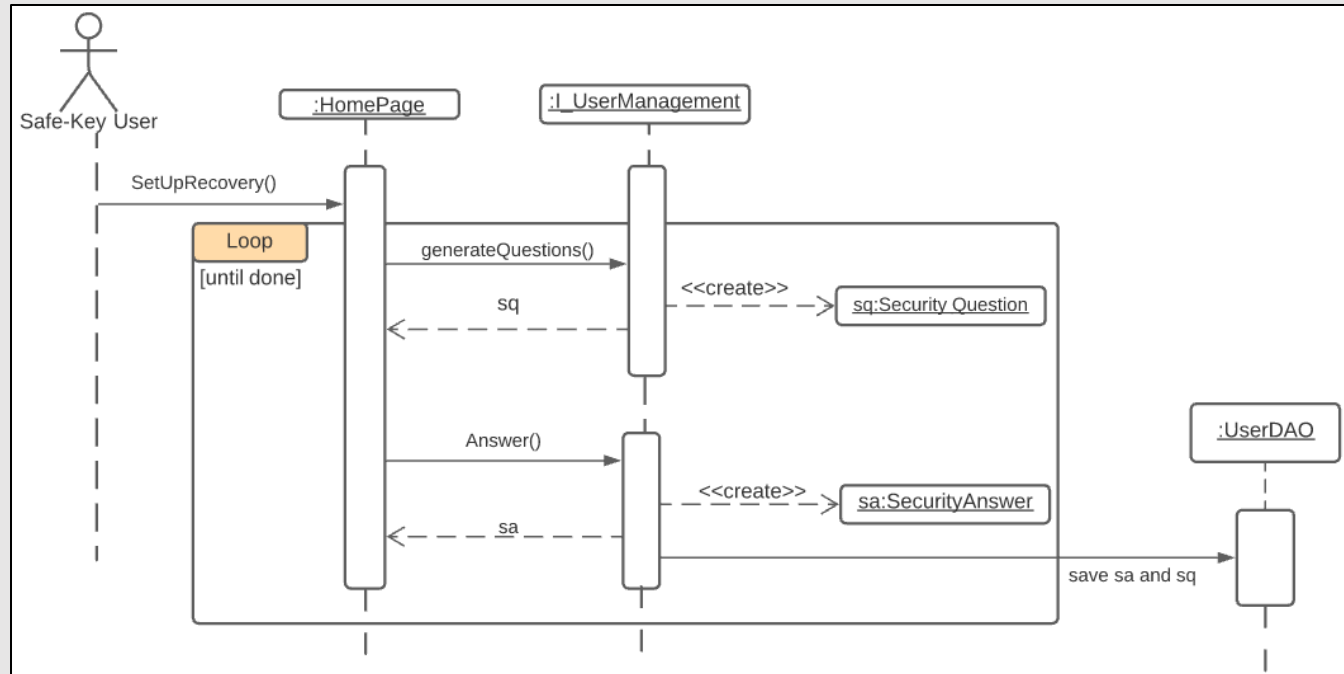 Safe-Key User
:HomePage
:I_UserManagement
SetUpRecovery()
Loop
[until done]
generateQuestions()
<<create>>
sq:Security Question
sq
:UserDAO
Answer()
<<create>>
sa:SecurityAnswer
sa
save sa and sq